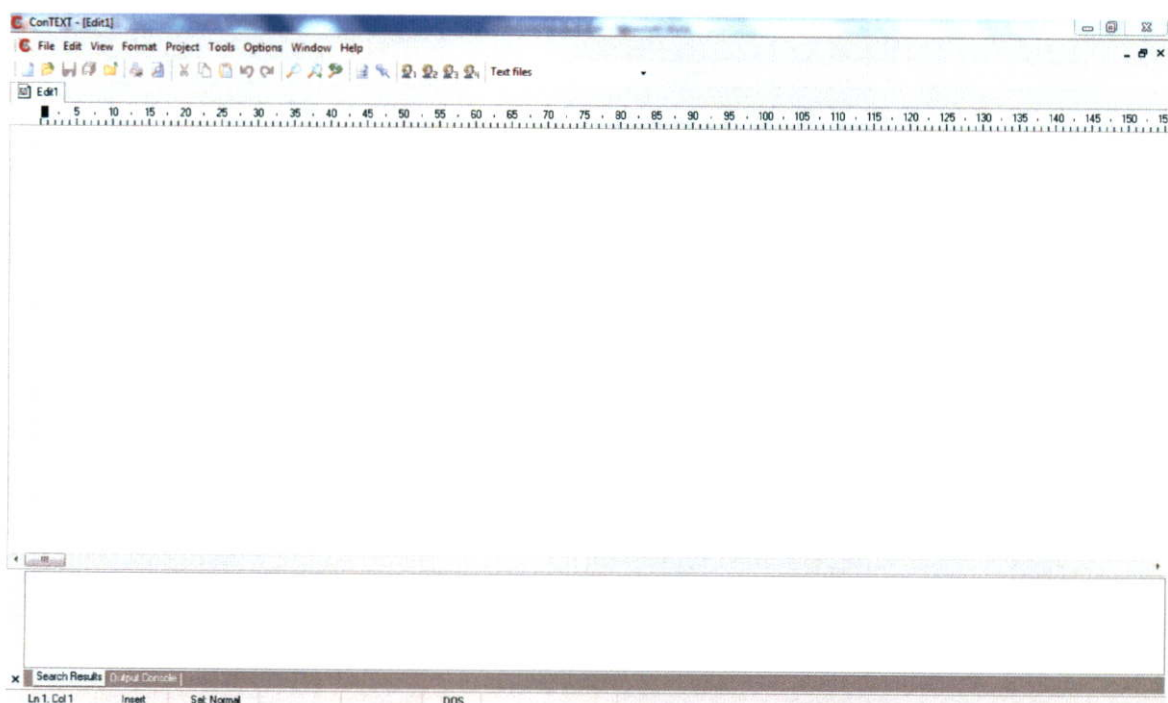 ConTEXT - [Edit1]
File Edit View Format Project Tools Options Window Help
Text files
Edit1
5 10 15 20 25 30 35 40 45 50 55 60 65 70 75 80 85 90 95 100 105 110 115 120 125 130 135 140 145 150 15
Search Results Output Console
Ln 1, Col 1 Insert Sel: Normal DOS